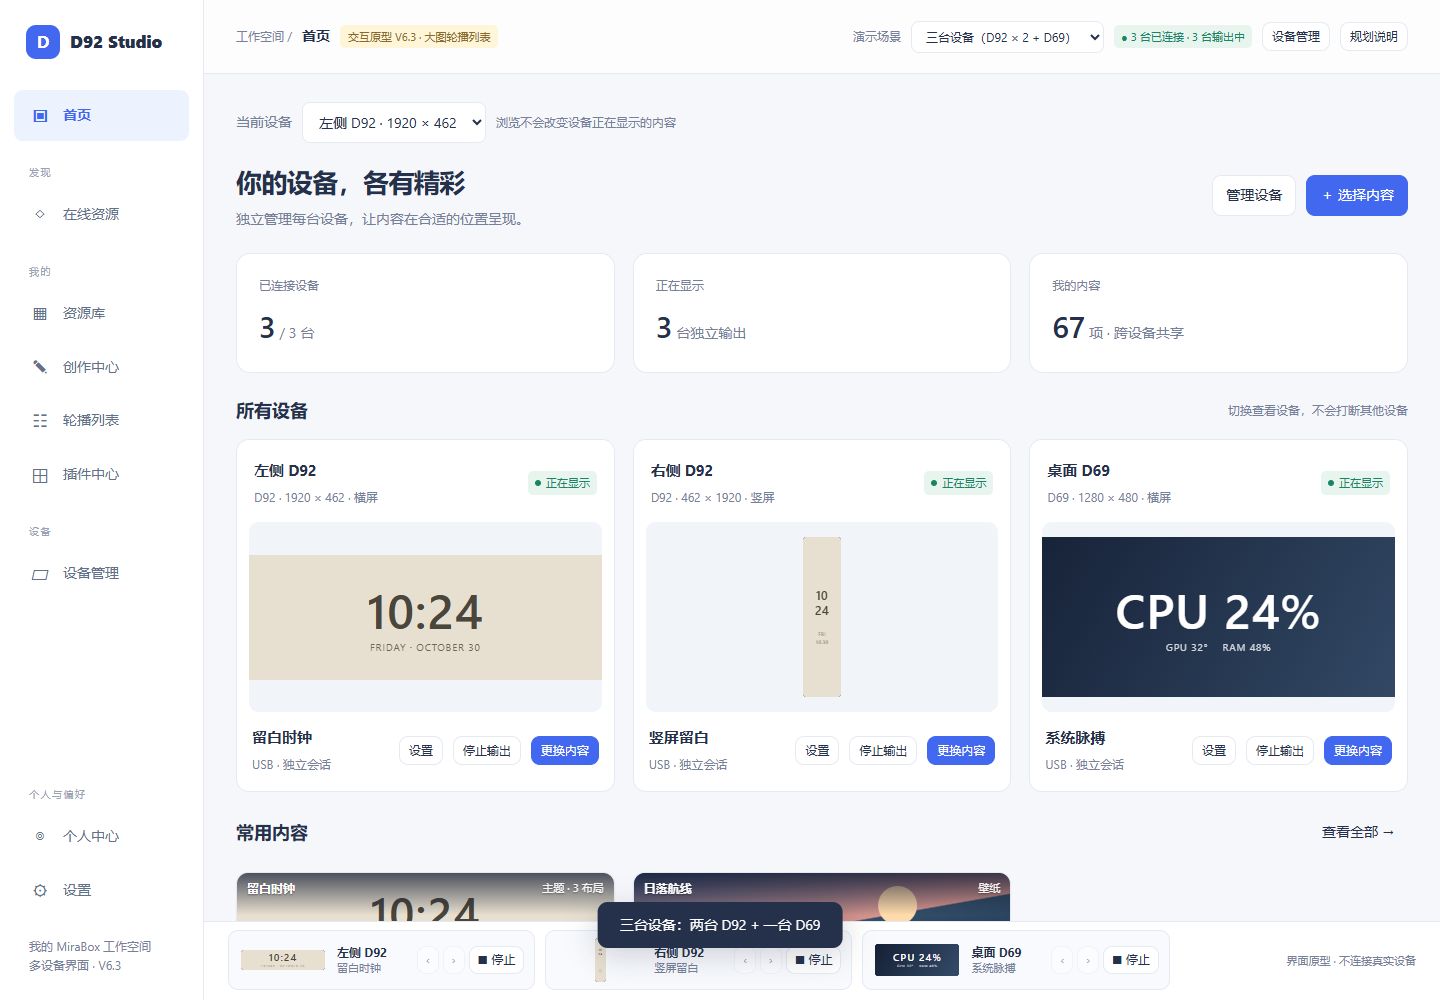 D D92 Studio
首页
发现
在线资源
我的
资源库
创作中心
轮播列表
插件中心
设备
设备管理
个人与偏好
个人中心
设置
我的 MiraBox 工作空间
多设备界面 · V6.3
工作空间 / 首页 交互原型 V6.3 · 大图轮播列表
演示场景 三台设备（D92 × 2 + D69） 3 台已连接 · 3 台输出中 设备管理 规划说明
当前设备 左侧 D92 · 1920 × 462 浏览不会改变设备正在显示的内容
你的设备，各有精彩
独立管理每台设备，让内容在合适的位置呈现。
管理设备 ＋ 选择内容
已连接设备
3 / 3 台
正在显示
3 台独立输出
我的内容
67 项 · 跨设备共享
所有设备
切换查看设备，不会打断其他设备
左侧 D92
D92 · 1920 × 462 · 横屏
正在显示
10:24
FRIDAY · OCTOBER 30
留白时钟
USB · 独立会话
设置 停止输出 更换内容
右侧 D92
D92 · 462 × 1920 · 竖屏
正在显示
10
24
竖屏留白
USB · 独立会话
设置 停止输出 更换内容
桌面 D69
D69 · 1280 × 480 · 横屏
正在显示
CPU 24%
GPU 32° RAM 48%
系统脉搏
USB · 独立会话
设置 停止输出 更换内容
常用内容
查看全部 →
留白时钟 主题 · 3 布局
10:24
日落航线 壁纸
三台设备：两台 D92 + 一台 D69
10:24
左侧 D92
留白时钟
‹ › ■ 停止
右侧 D92
竖屏留白
‹ › ■ 停止
CPU 24%
桌面 D69
系统脉搏
‹ › ■ 停止
界面原型 · 不连接真实设备